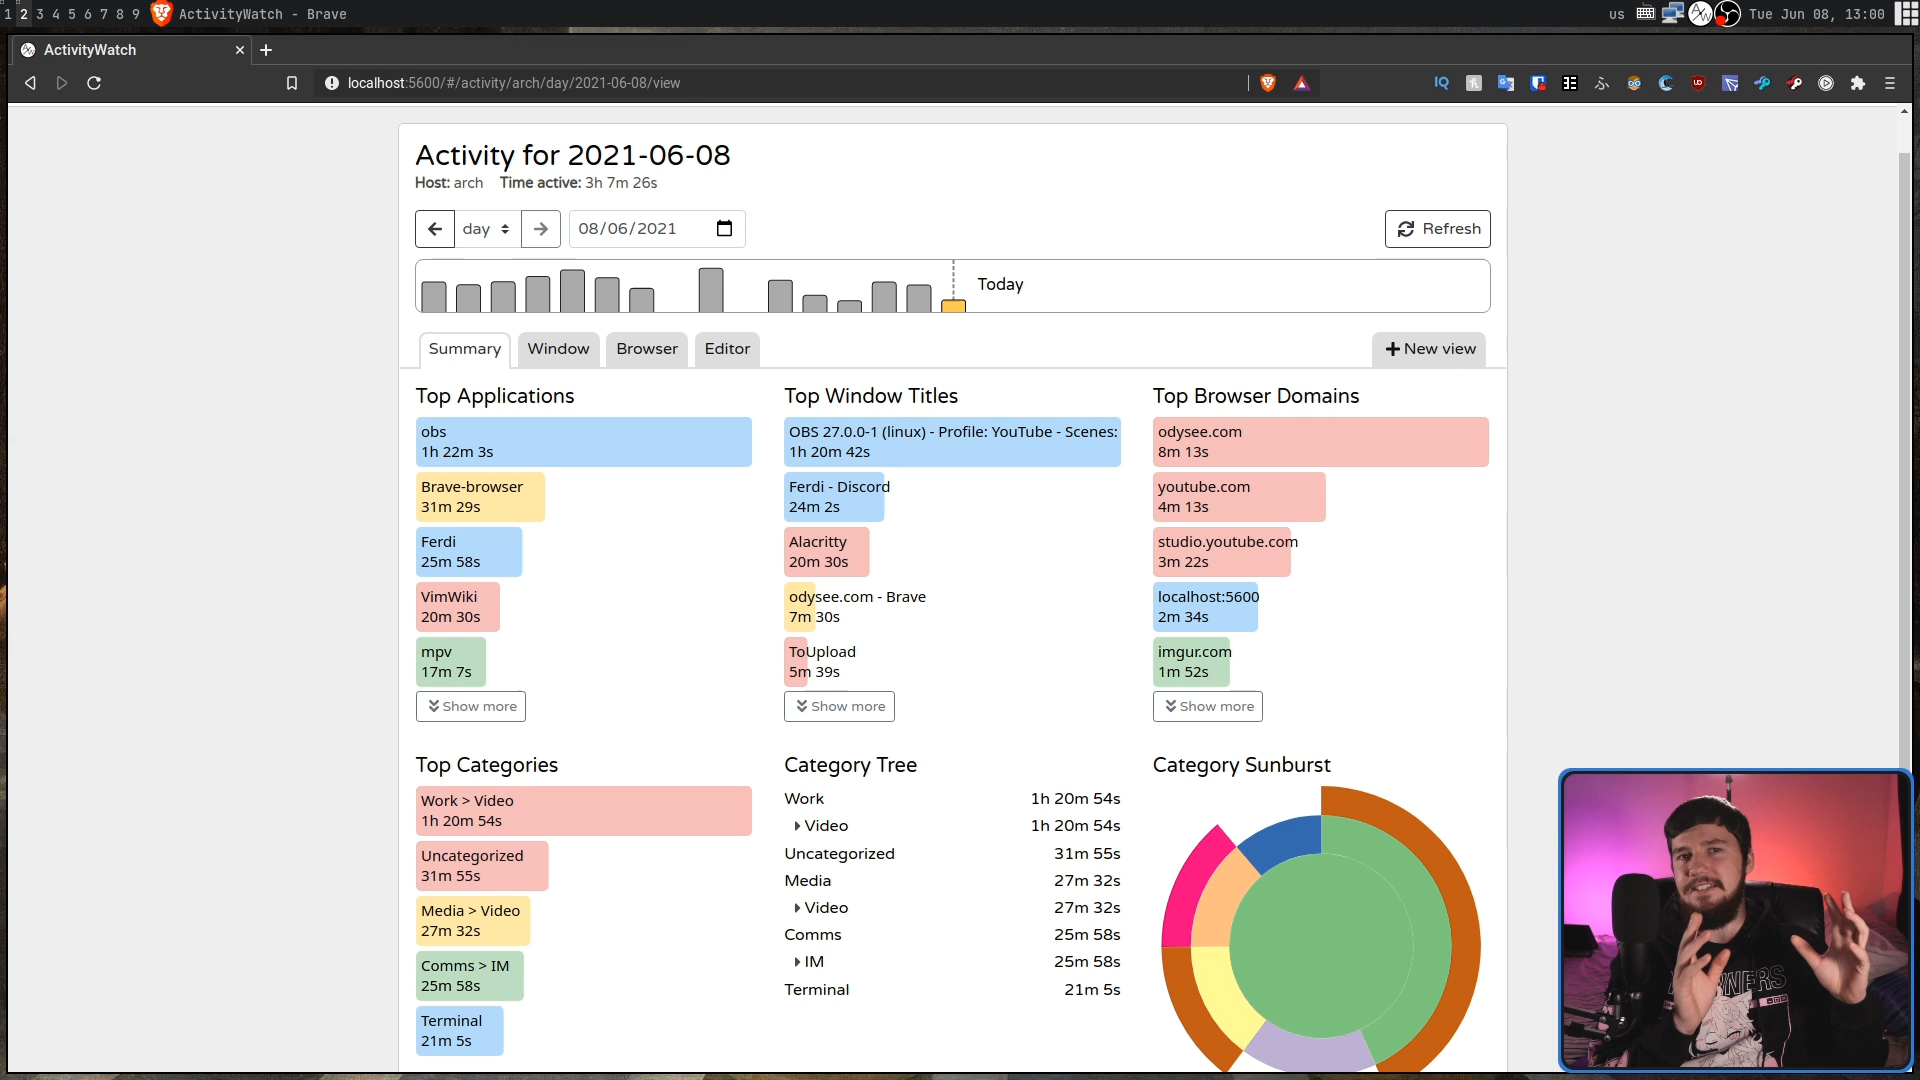 1 2 3 4 5 6 7 8 9 ActivityWatch - Brave
us Tue Jun 08, 13:00
ActivityWatch
localhost:5600/#/activity/arch/day/2021-06-08/view
IQ
Activity for 2021-06-08
Host: arch Time active: 3h 7m 26s
day 08/06/2021 Refresh
Today
Summary Window Browser Editor New view
Top Applications
obs
1h 22m 3s
Brave-browser
31m 29s
Ferdi
25m 58s
VimWiki
20m 30s
mpv
17m 7s
Show more
Top Window Titles
OBS 27.0.0-1 (linux) - Profile: YouTube - Scenes:
1h 20m 42s
Ferdi - Discord
24m 2s
Alacritty
20m 30s
odysee.com - Brave
7m 30s
ToUpload
5m 39s
Show more
Top Browser Domains
odysee.com
8m 13s
youtube.com
4m 13s
studio.youtube.com
3m 22s
localhost:5600
2m 34s
imgur.com
1m 52s
Show more
Top Categories
Work > Video
1h 20m 54s
Uncategorized
31m 55s
Media > Video
27m 32s
Comms > IM
25m 58s
Terminal
21m 5s
Category Tree
Work 1h 20m 54s
Video 1h 20m 54s
Uncategorized 31m 55s
Media 27m 32s
Video 27m 32s
Comms 25m 58s
IM 25m 58s
Terminal 21m 5s
Category Sunburst